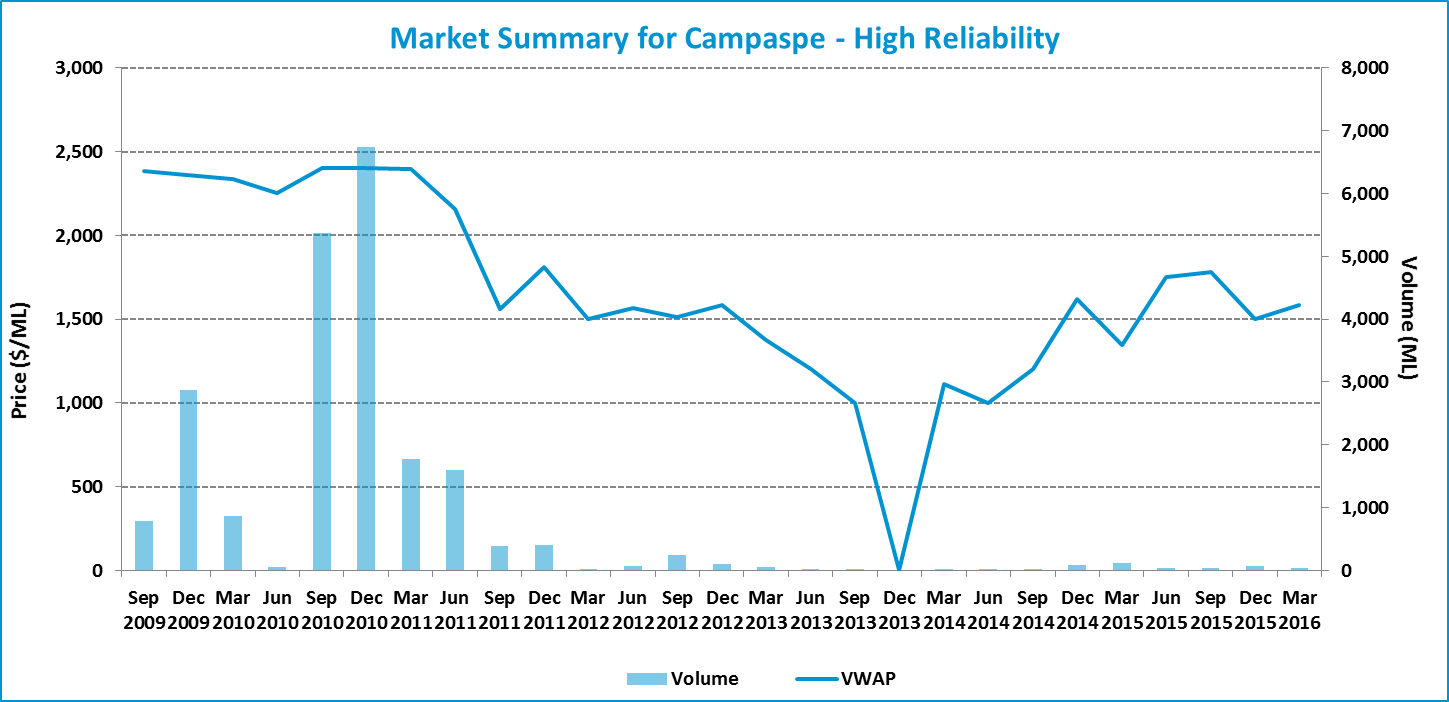 Market Summary for Campaspe - High Reliability
3,000
2,500
2,000
1,500
1,000
500
0
Price ($/ML)
8,000
7,000
6,000
5,000
4,000
3,000
2,000
1,000
0
Volume (ML)
Sep Dec Mar Jun Sep Dec Mar Jun Sep Dec Mar Jun Sep Dec Mar Jun Sep Dec Mar Jun Sep Dec Mar Jun Sep Dec Mar
2009 2009 2010 2010 2010 2010 2011 2011 2011 2011 2012 2012 2012 2012 2013 2013 2013 2013 2014 2014 2014 2014 2015 2015 2015 2015 2016
Volume VWAP